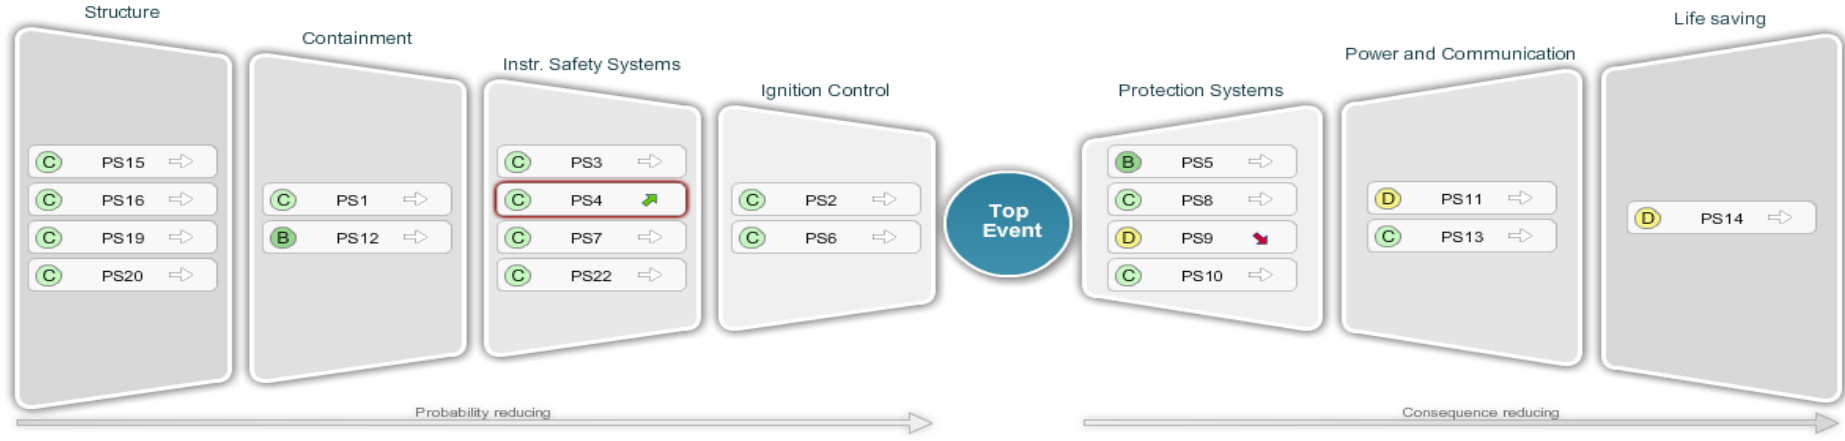 Structure
C PS15
C PS16
C PS19
C PS20
Containment
C PS1
B PS12
Instr. Safety Systems
C PS3
C PS4
C PS7
C PS22
Ignition Control
C PS2
C PS6
Top
Event
Protection Systems
B PS5
C PS8
D PS9
C PS10
Power and Communication
D PS11
C PS13
Life saving
D PS14
Probability reducing
Consequence reducing